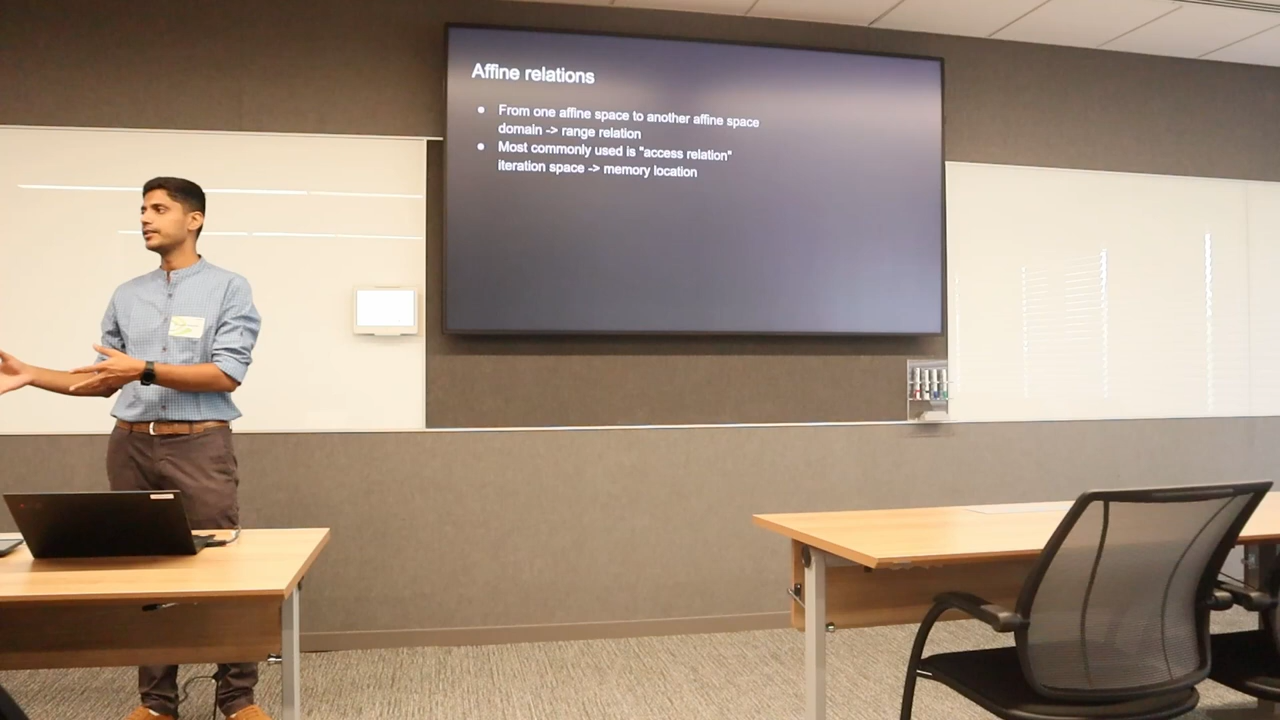 Affine relations
● From one affine space to another affine space
domain -> range relation
● Most commonly used is "access relation"
iteration space -> memory location